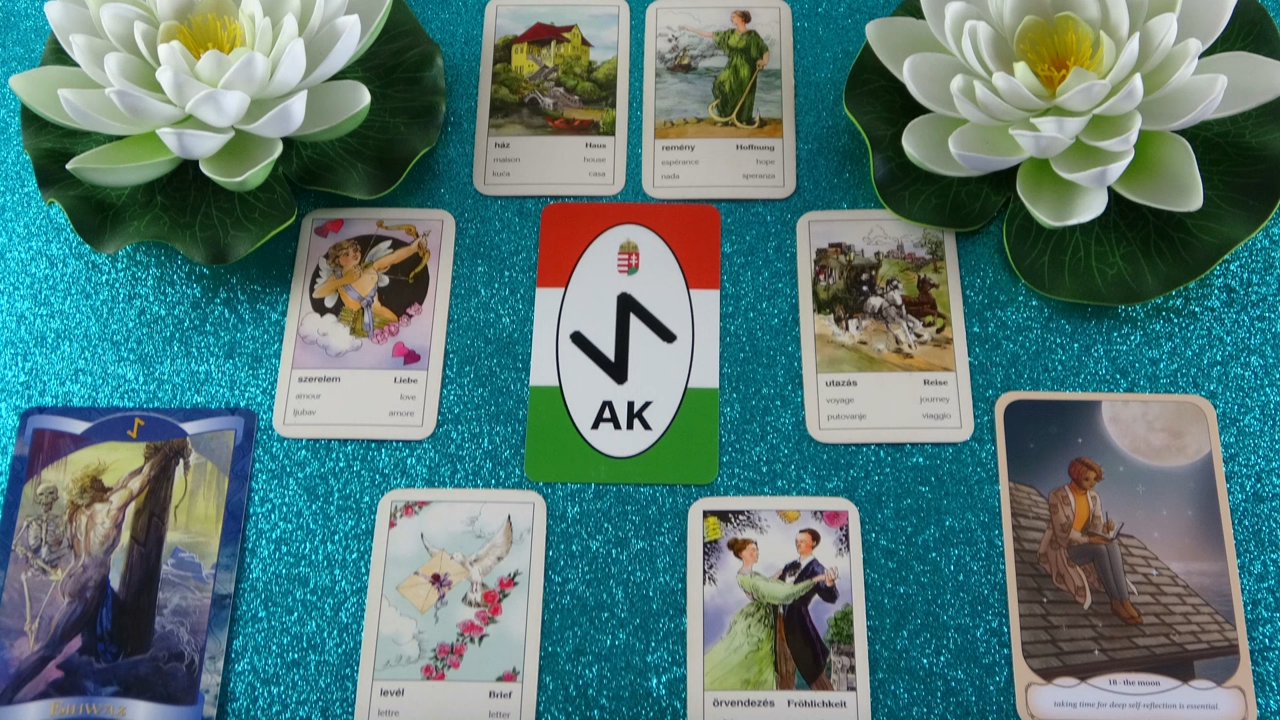 ház Haus
maison house
kuća casa
remény Hoffnung
espérance hope
nada speranza
szerelem Liebe
amour love
ljubav amore
AK
utazás Reise
voyage journey
putovanje viaggio
EIHWAZ
levél Brief
lettre letter
örvendezés Fröhlichkeit
18 - the moon
taking time for deep self-reflection is essential.